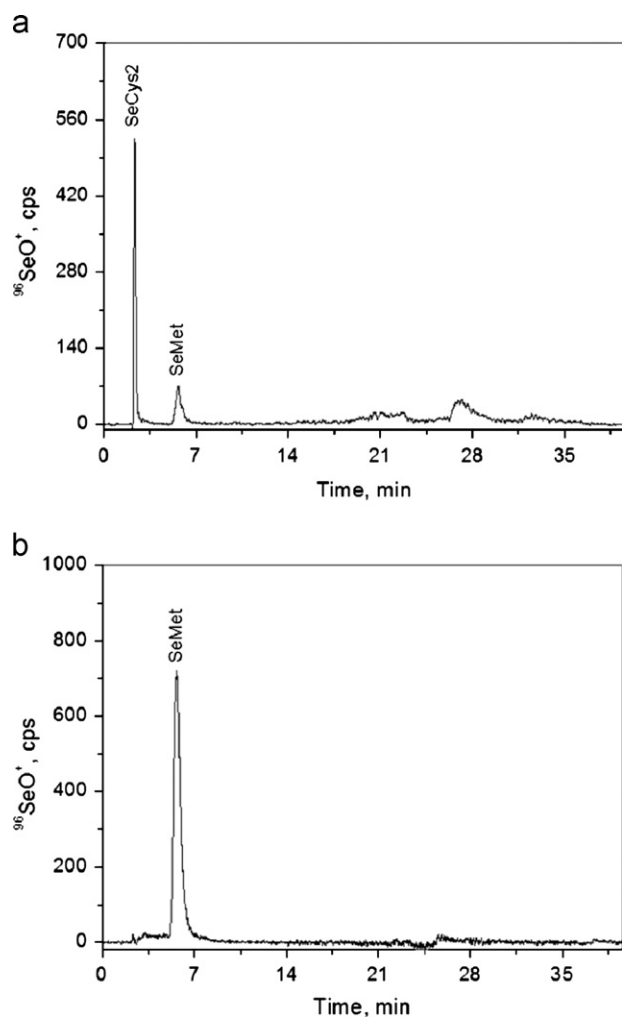 a
700
560
420
280
140
0
⁹⁶SeO⁺, cps
SeCys2
SeMet
0 7 14 21 28 35
Time, min
b
1000
800
600
400
200
0
⁹⁶SeO⁺, cps
SeMet
0 7 14 21 28 35
Time, min